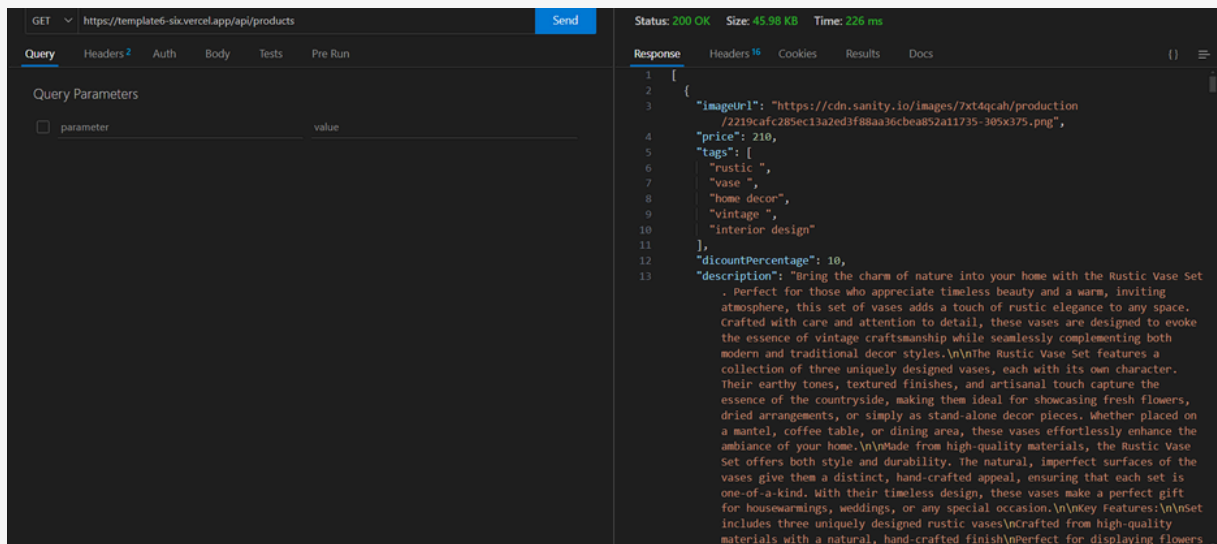 GET https://template6-six.vercel.app/api/products Send
Query Headers 2 Auth Body Tests Pre Run
Query Parameters
parameter value
Status: 200 OK Size: 45.98 KB Time: 226 ms
Response Headers 16 Cookies Results Docs {}
1 [
2 {
3 "imageUrl": "https://cdn.sanity.io/images/7xt4qcah/production
/2219cafc285ec13a2ed3f88aa36cbea852a11735-305x375.png",
4 "price": 210,
5 "tags": [
6 "rustic ",
7 "vase ",
8 "home decor",
9 "vintage ",
10 "interior design"
11 ],
12 "dicountPercentage": 10,
13 "description": "Bring the charm of nature into your home with the Rustic Vase Set
. Perfect for those who appreciate timeless beauty and a warm, inviting
atmosphere, this set of vases adds a touch of rustic elegance to any space.
Crafted with care and attention to detail, these vases are designed to evoke
the essence of vintage craftsmanship while seamlessly complementing both
modern and traditional decor styles.\n\nThe Rustic Vase Set features a
collection of three uniquely designed vases, each with its own character.
Their earthy tones, textured finishes, and artisanal touch capture the
essence of the countryside, making them ideal for showcasing fresh flowers,
dried arrangements, or simply as stand-alone decor pieces. Whether placed on
a mantel, coffee table, or dining area, these vases effortlessly enhance the
ambiance of your home.\n\nMade from high-quality materials, the Rustic Vase
Set offers both style and durability. The natural, imperfect surfaces of the
vases give them a distinct, hand-crafted appeal, ensuring that each set is
one-of-a-kind. With their timeless design, these vases make a perfect gift
for housewarmings, weddings, or any special occasion.\n\nKey Features:\n\nSet
includes three uniquely designed rustic vases\nCrafted from high-quality
materials with a natural, hand-crafted finish\nPerfect for displaying flowers